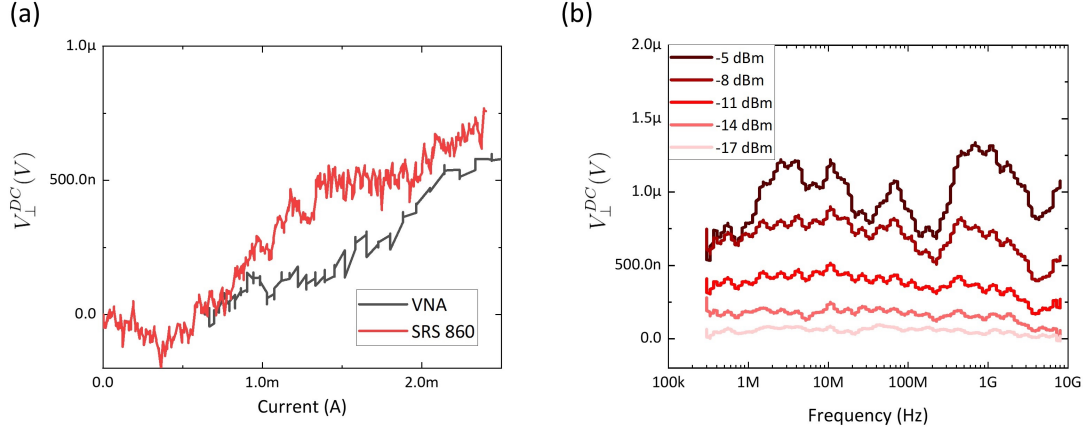 (a)
1.0µ
500.0n
0.0
V⊥^DC(V)
0.0
1.0m
2.0m
Current (A)
VNA
SRS 860
(b)
2.0µ
1.5µ
1.0µ
500.0n
0.0
V⊥^DC(V)
-5 dBm
-8 dBm
-11 dBm
-14 dBm
-17 dBm
100k
1M
10M
100M
1G
10G
Frequency (Hz)